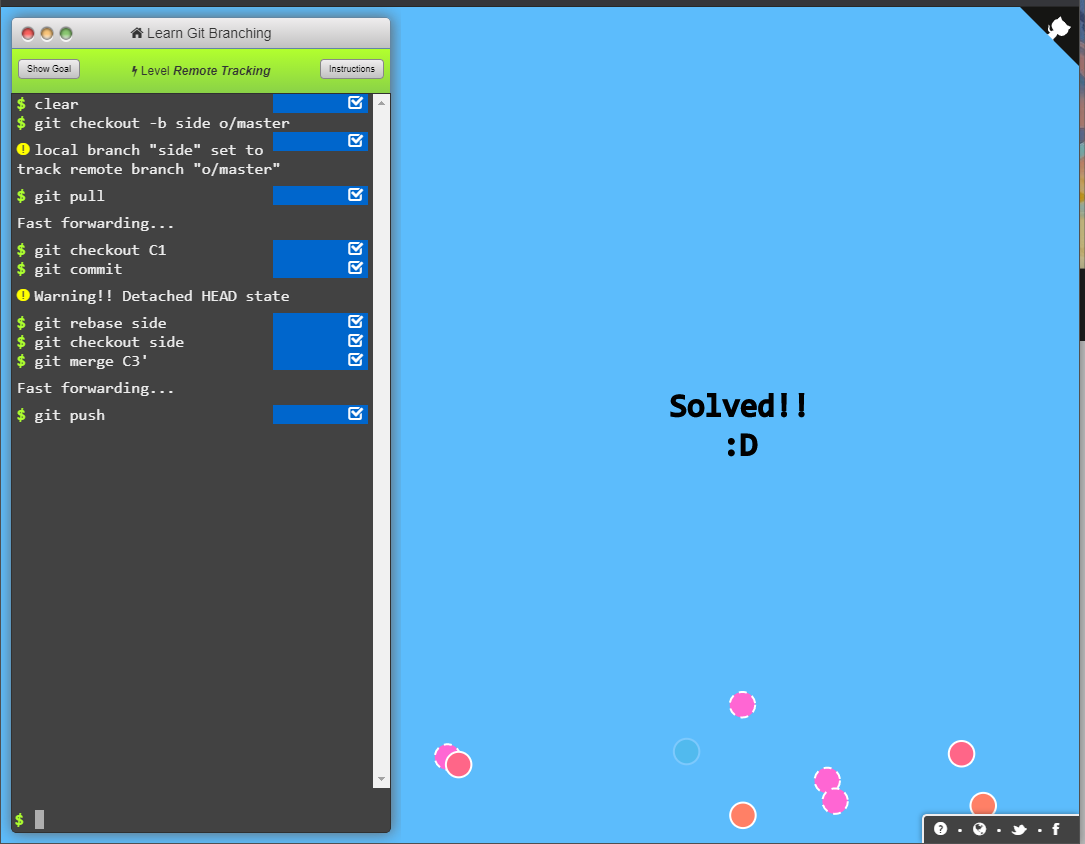 Learn Git Branching
Show Goal
Level Remote Tracking
Instructions
$ clear
$ git checkout -b side o/master
! local branch "side" set to
track remote branch "o/master"
$ git pull
Fast forwarding...
$ git checkout C1
$ git commit
! Warning!! Detached HEAD state
$ git rebase side
$ git checkout side
$ git merge C3'
Fast forwarding...
$ git push
$
Solved!!
:D